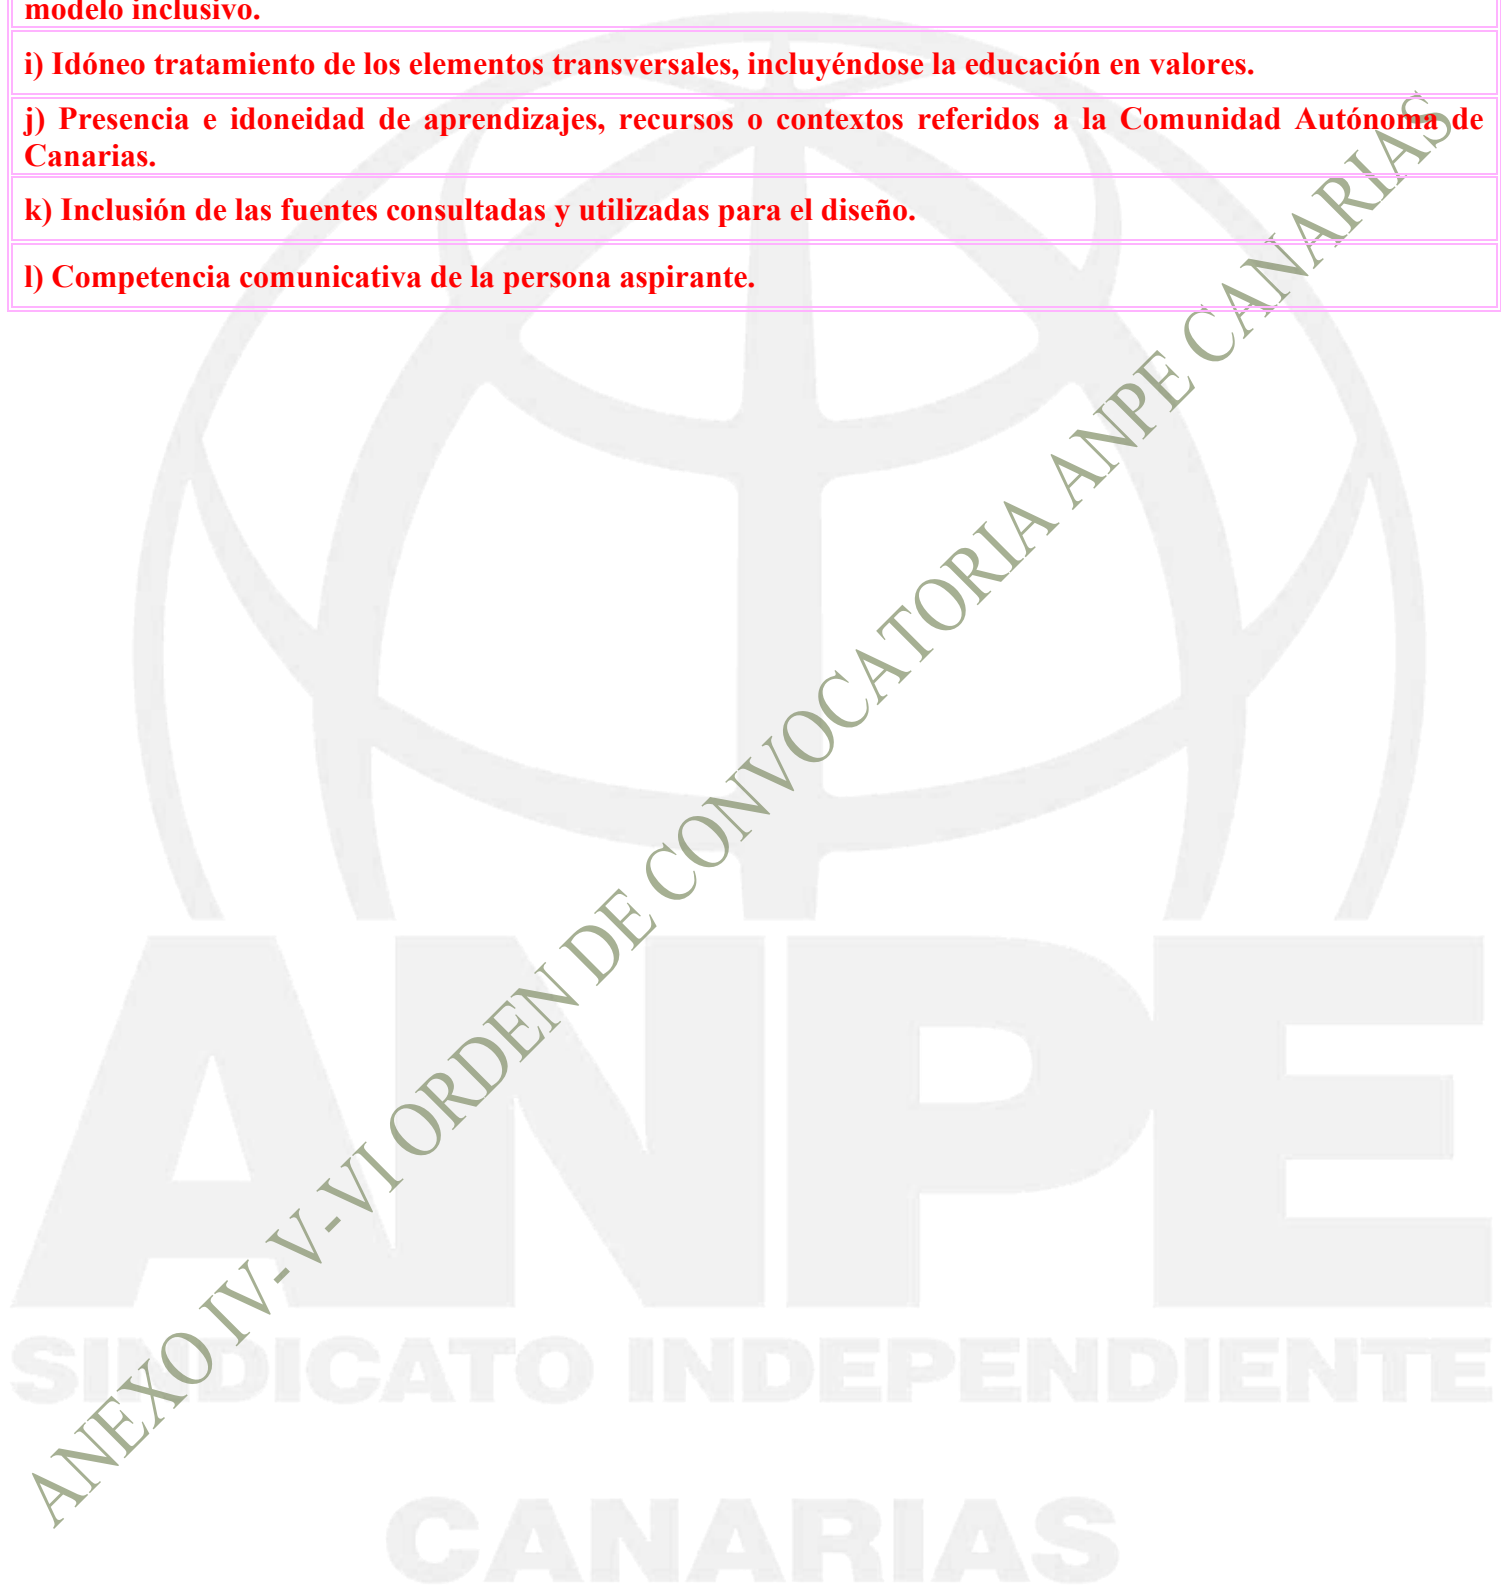 modelo inclusivo.
i) Idóneo tratamiento de los elementos transversales, incluyéndose la educación en valores.
j) Presencia e idoneidad de aprendizajes, recursos o contextos referidos a la Comunidad Autónoma de
Canarias.
k) Inclusión de las fuentes consultadas y utilizadas para el diseño.
l) Competencia comunicativa de la persona aspirante.
ANEXO IV-V-VI ORDEN DE CONVOCATORIA ANPE CANARIAS
ANPE
SINDICATO INDEPENDIENTE
CANARIAS